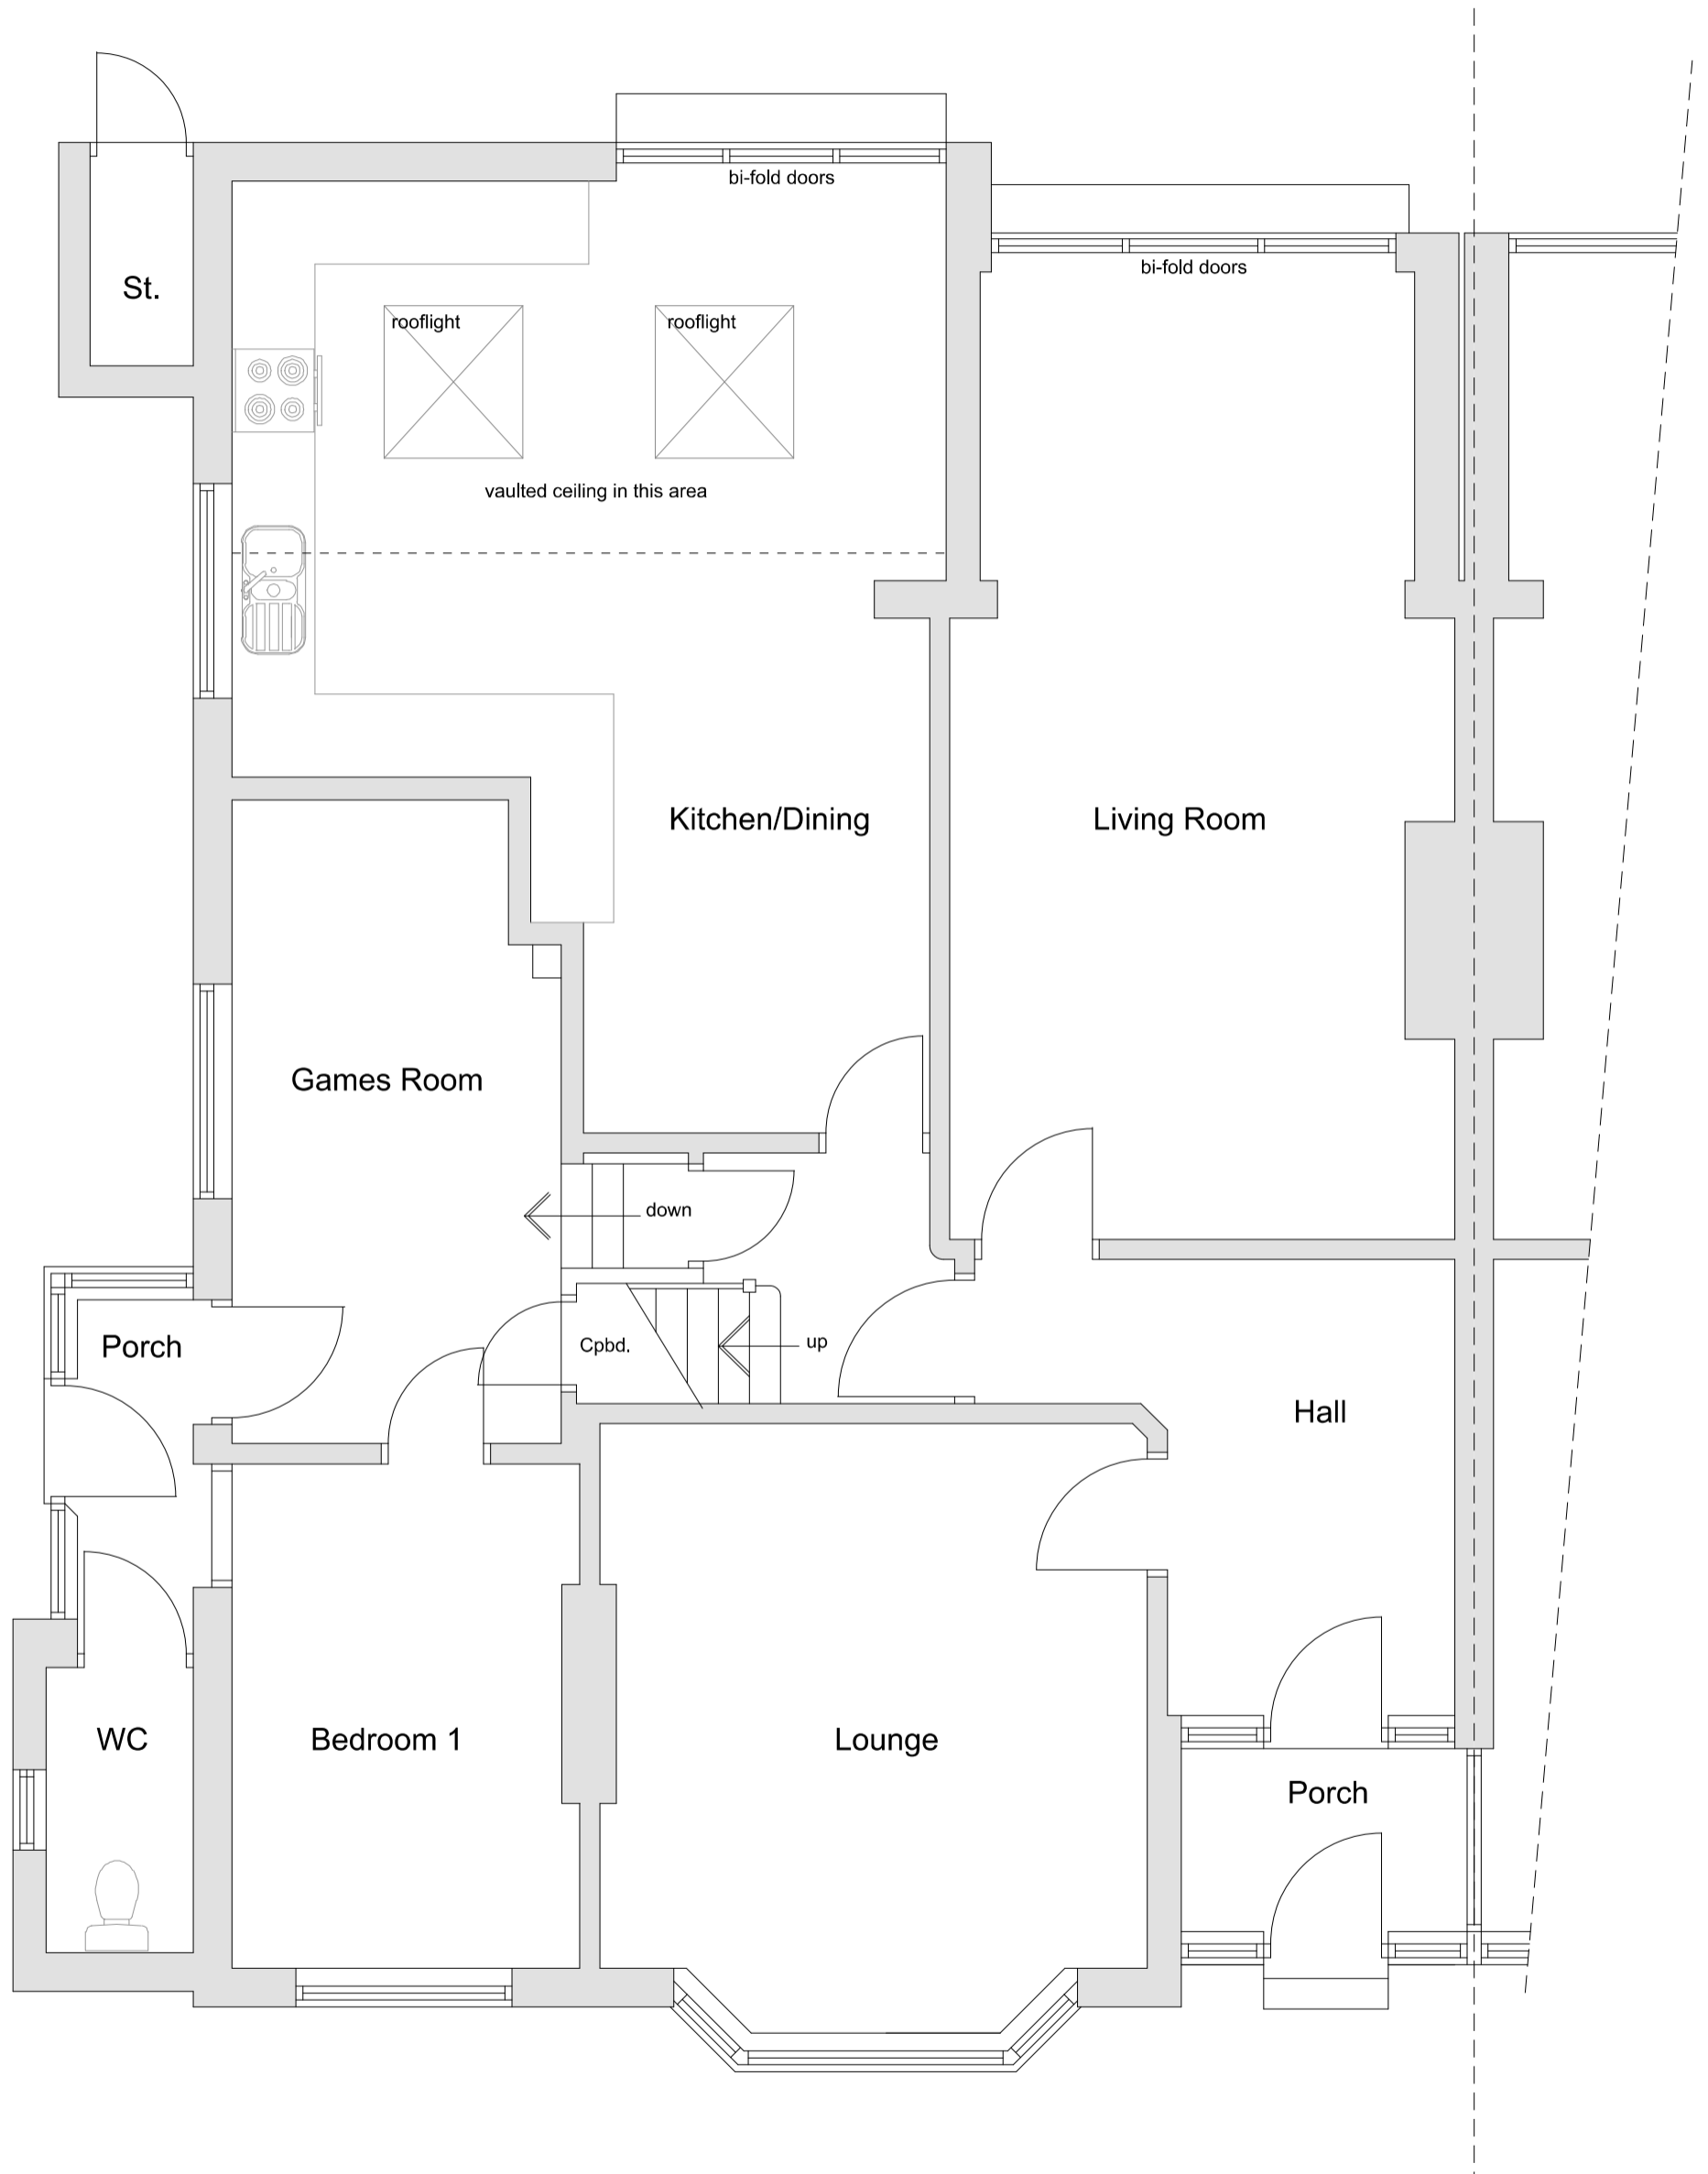 bi-fold doors
bi-fold doors
St.
rooflight
rooflight
vaulted ceiling in this area
Kitchen/Dining
Living Room
Games Room
down
Porch
Cpbd.
up
Hall
WC
Bedroom 1
Lounge
Porch